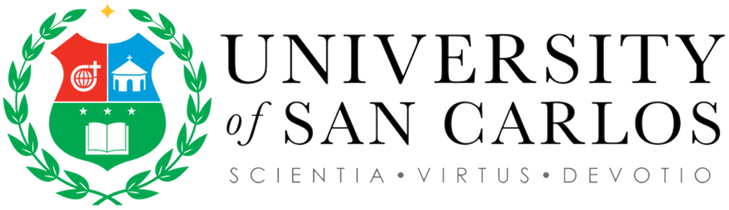 UNIVERSITY
of SAN CARLOS
SCIENTIA • VIRTUS • DEVOTIO